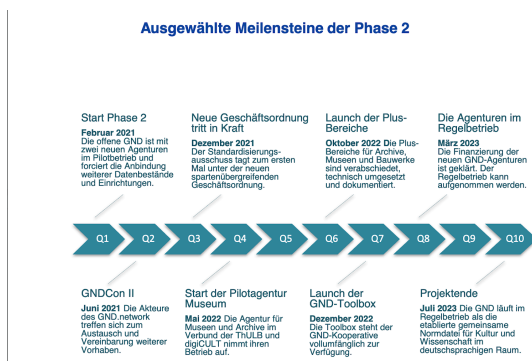 Ausgewählte Meilensteine der Phase 2
Start Phase 2
Februar 2021
Die offene GND ist mit
zwei neuen Agenturen
im Pilotbetrieb und
forciert die Anbindung
weiterer Datenbestände
und Einrichtungen.
Neue Geschäftsordnung
tritt in Kraft
Dezember 2021
Der Standardisierungs-
ausschuss tagt zum ersten
Mal unter der neuen
spartenübergreifenden
Geschäftsordnung.
Launch der Plus-
Bereiche
Oktober 2022 Die Plus-
Bereiche für Archive,
Museen und Bauwerke
sind verabschiedet,
technisch umgesetzt
und dokumentiert.
Die Agenturen im
Regelbetrieb
März 2023
Die Finanzierung der
neuen GND-Agenturen
ist geklärt. Der
Regelbetrieb kann
aufgenommen werden.
Q1
Q2
Q3
Q4
Q5
Q6
Q7
Q8
Q9
Q10
GNDCon II
Juni 2021 Die Akteure
des GND.network
treffen sich zum
Austausch und
Vereinbarung weiterer
Vorhaben.
Start der Pilotagentur
Museum
Mai 2022 Die Agentur für
Museen und Archive im
Verbund der ThULB und
digiCULT nimmt ihren
Betrieb auf.
Launch der
GND-Toolbox
Dezember 2022
Die Toolbox steht der
GND-Kooperative
vollumfänglich zur
Verfügung.
Projektende
Juli 2023 Die GND läuft im
Regelbetrieb als die
etablierte gemeinsame
Normdatei für Kultur und
Wissenschaft im
deutschsprachigen Raum.